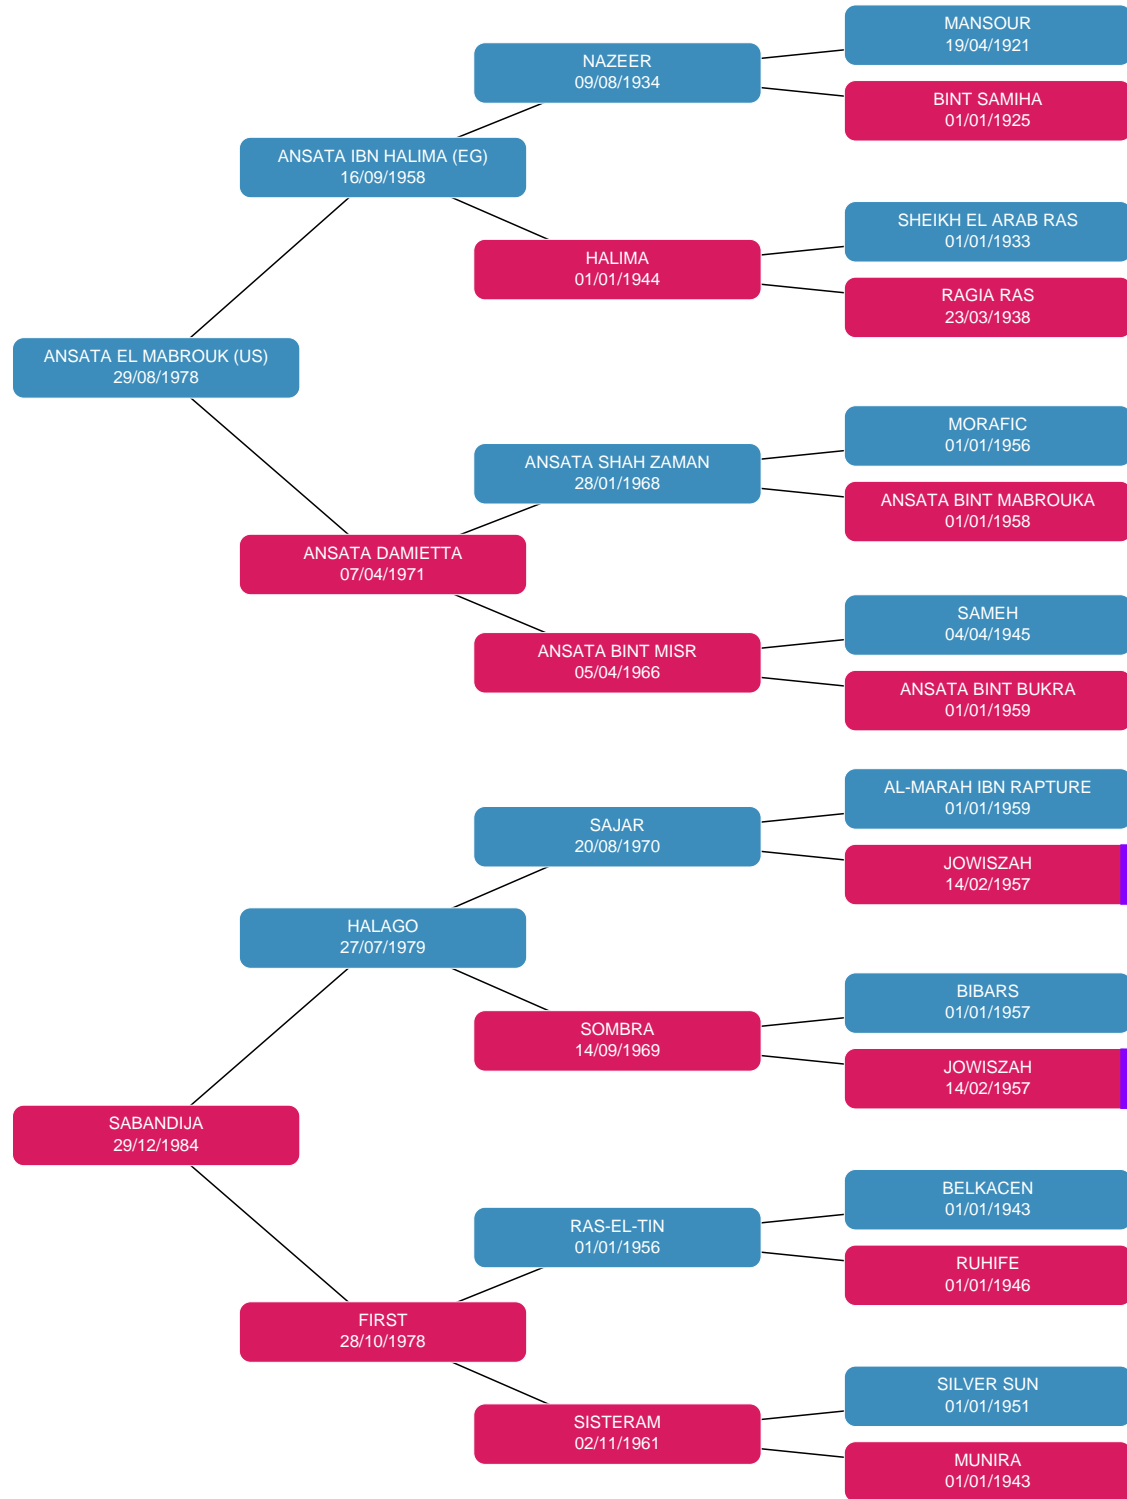 MANSOUR
19/04/1921
NAZEER
09/08/1934
BINT SAMIHA
01/01/1925
ANSATA IBN HALIMA (EG)
16/09/1958
SHEIKH EL ARAB RAS
01/01/1933
HALIMA
01/01/1944
RAGIA RAS
23/03/1938
ANSATA EL MABROUK (US)
29/08/1978
MORAFIC
01/01/1956
ANSATA SHAH ZAMAN
28/01/1968
ANSATA BINT MABROUKA
01/01/1958
ANSATA DAMIETTA
07/04/1971
SAMEH
04/04/1945
ANSATA BINT MISR
05/04/1966
ANSATA BINT BUKRA
01/01/1959
AL-MARAH IBN RAPTURE
01/01/1959
SAJAR
20/08/1970
JOWISZAH
14/02/1957
HALAGO
27/07/1979
BIBARS
01/01/1957
SOMBRA
14/09/1969
JOWISZAH
14/02/1957
SABANDIJA
29/12/1984
BELKACEN
01/01/1943
RAS-EL-TIN
01/01/1956
RUHIFE
01/01/1946
FIRST
28/10/1978
SILVER SUN
01/01/1951
SISTERAM
02/11/1961
MUNIRA
01/01/1943